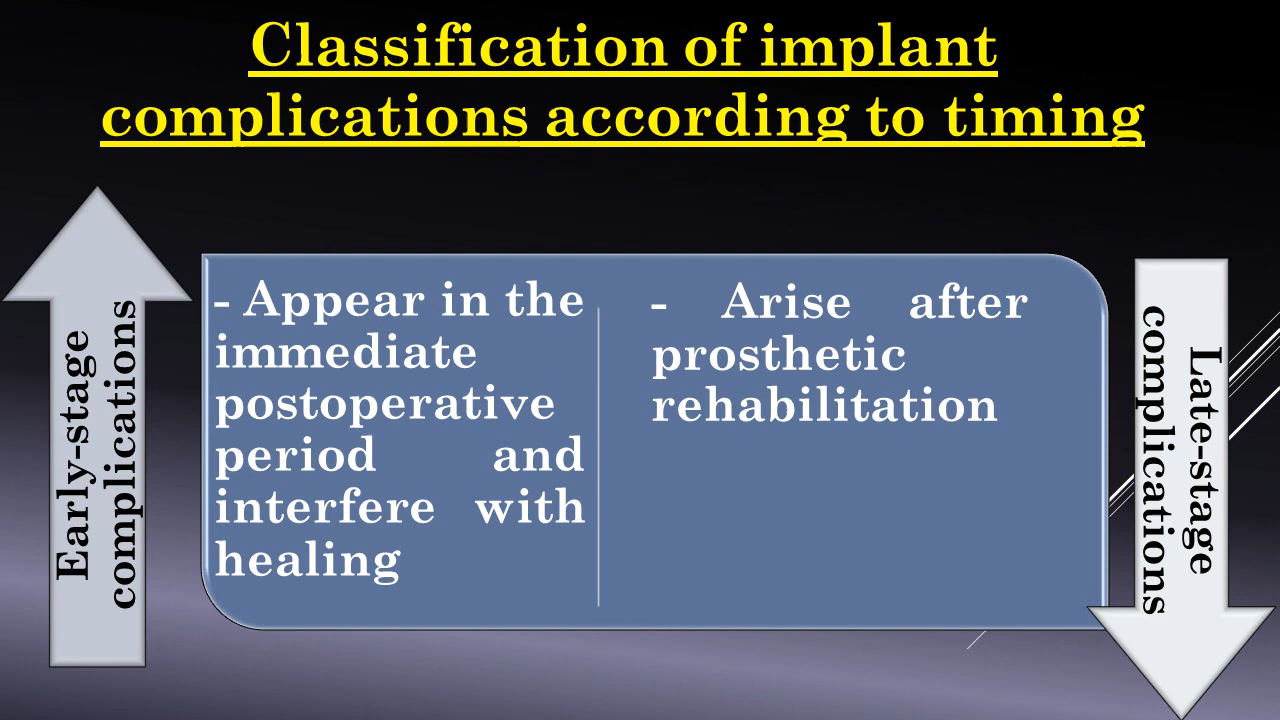 Classification of implant
complications according to timing
Early-stage
complications
- Appear in the
immediate
postoperative
period and
interfere with
healing
- Arise after
prosthetic
rehabilitation
Late-stage
complications